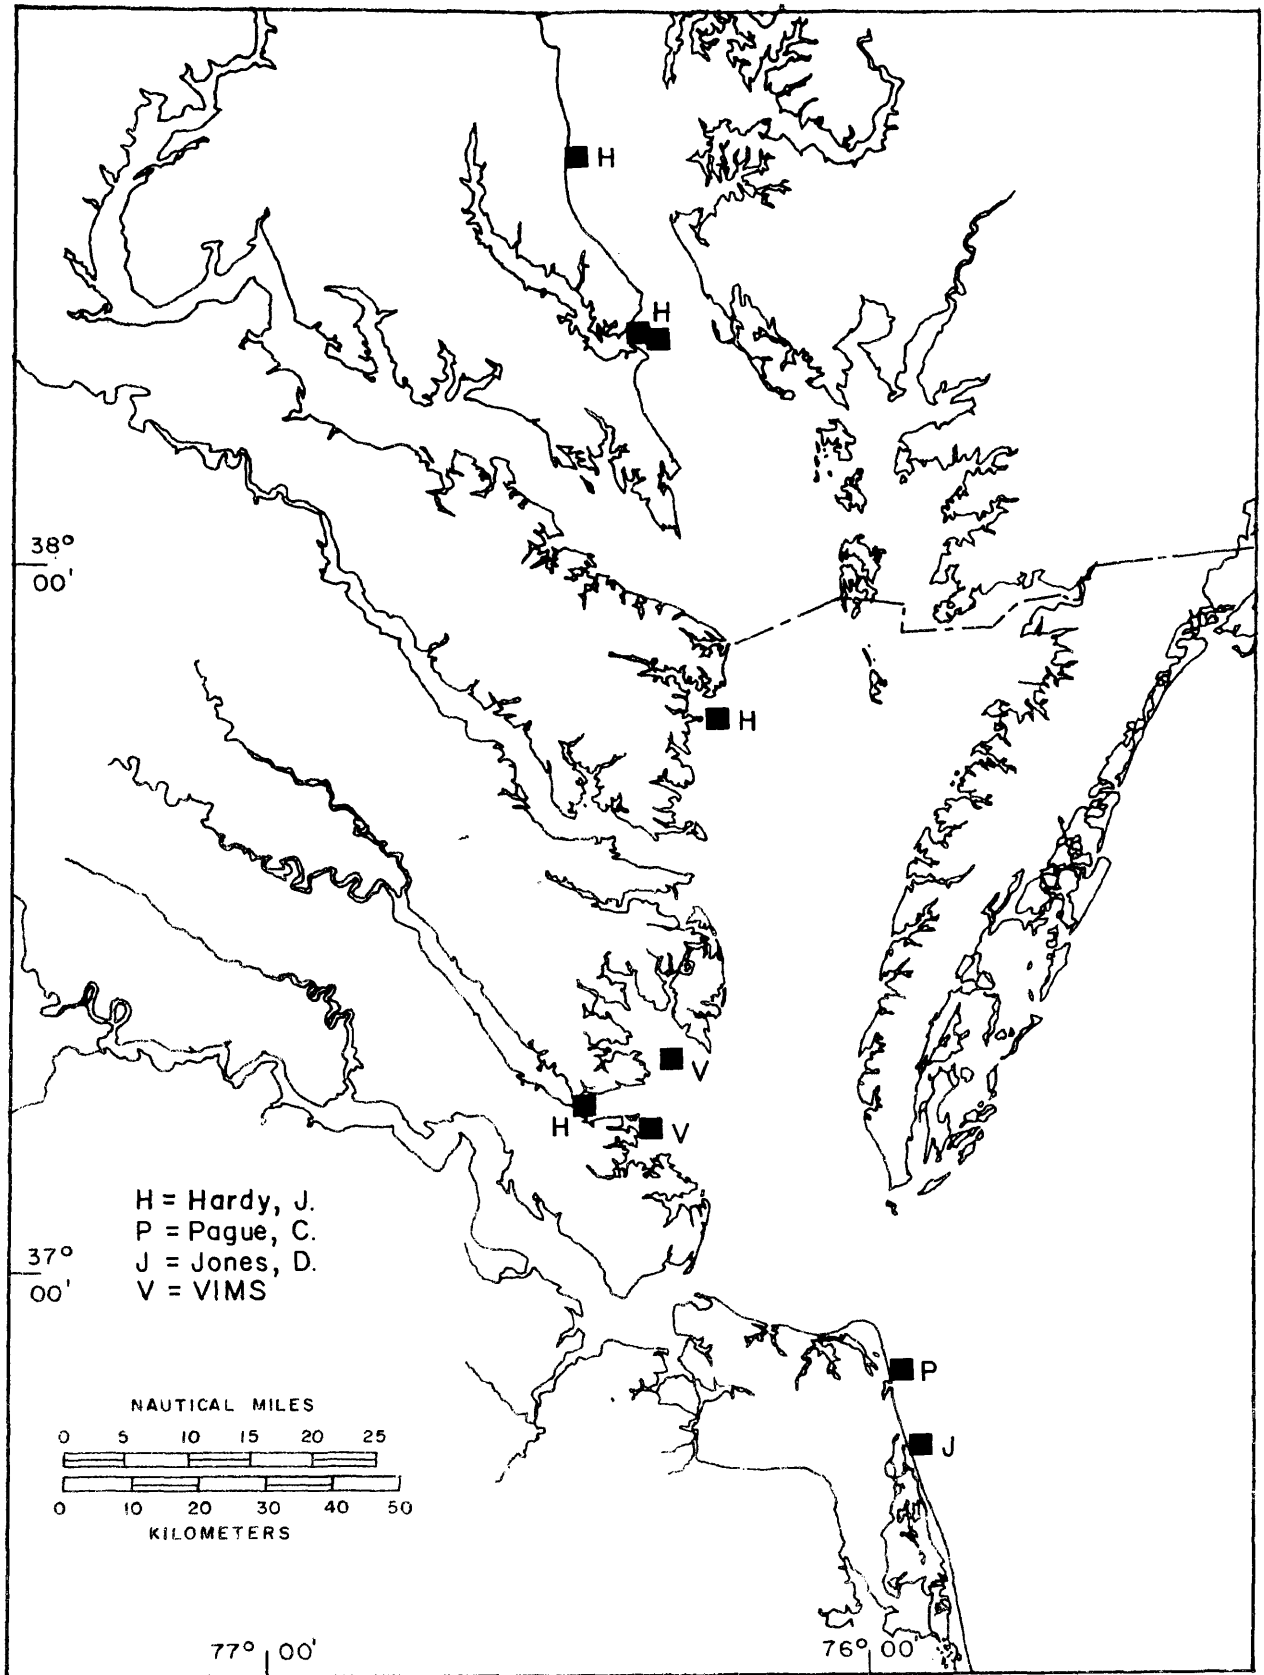 H
H
38°
00'
H
V
H
V
H = Hardy, J.
P = Pague, C.
J = Jones, D.
V = VIMS
37°
00'
P
NAUTICAL MILES
0 5 10 15 20 25
J
0 10 20 30 40 50
KILOMETERS
77° 00'
76° 00'